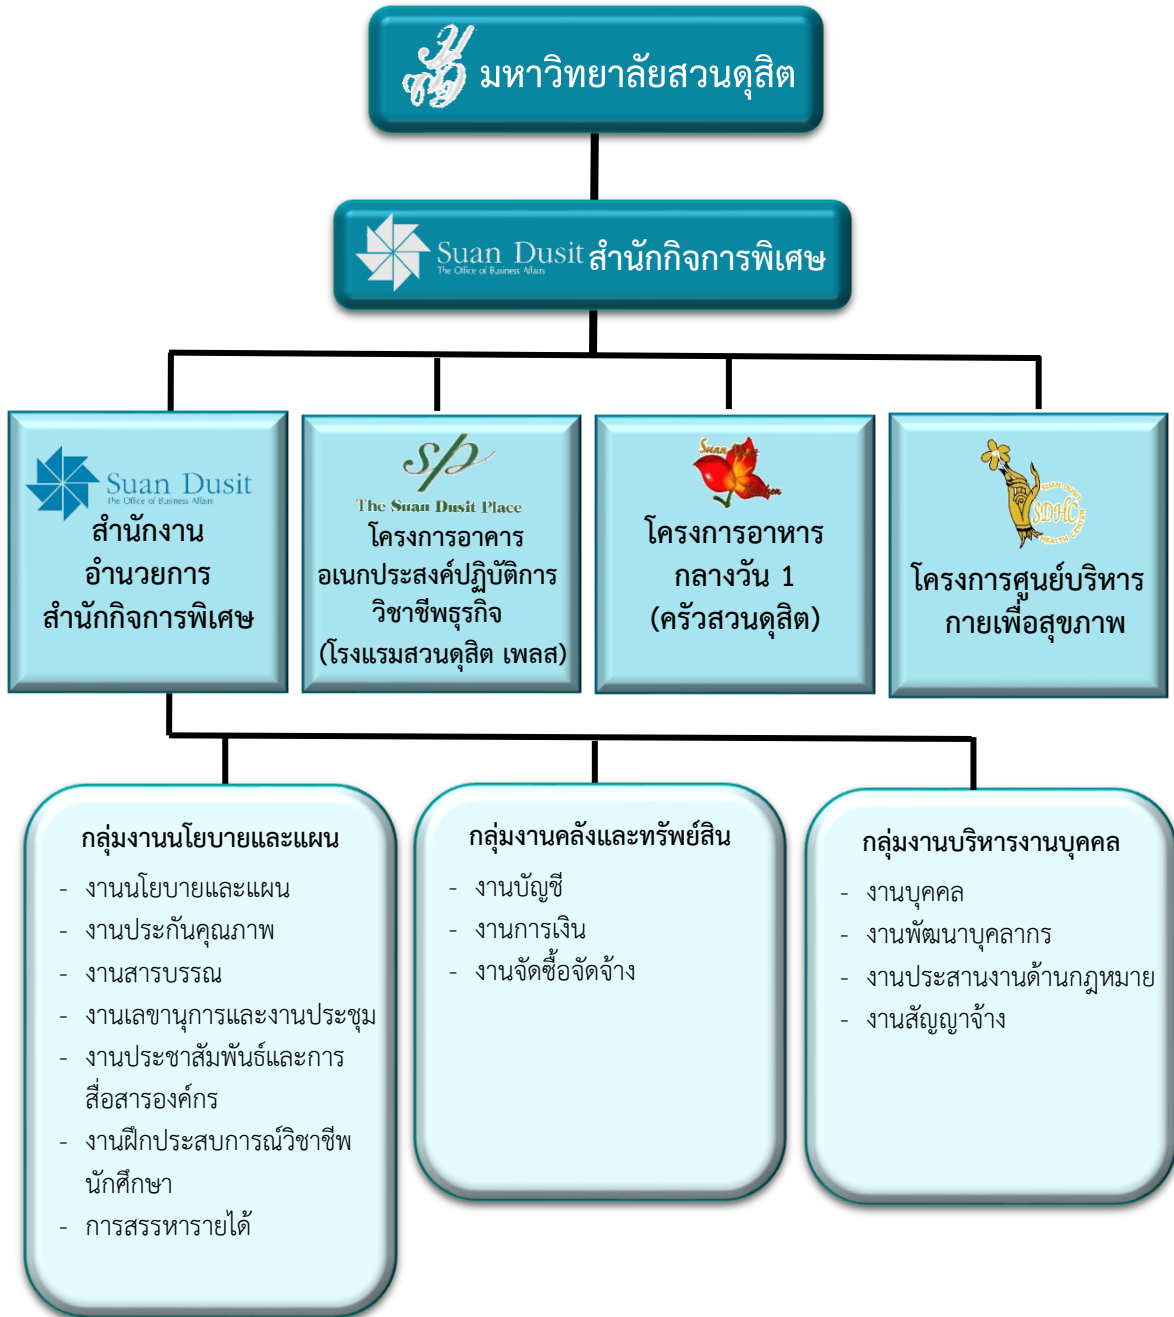 มหาวิทยาลัยสวนดุสิต
Suan Dusit สำนักกิจการพิเศษ
The Office of Business Affairs
Suan Dusit
The Office of Business Affairs
สำนักงาน
อำนวยการ
สำนักกิจการพิเศษ
sp
The Suan Dusit Place
โครงการอาคาร
อเนกประสงค์ปฏิบัติการ
วิชาชีพธุรกิจ
(โรงแรมสวนดุสิต เพลส)
Suan Dusit
Kitchen
โครงการอาหาร
กลางวัน 1
(ครัวสวนดุสิต)
SUAN DUSIT
SDHC
HEALTH CENTER
โครงการศูนย์บริหาร
กายเพื่อสุขภาพ
กลุ่มงานนโยบายและแผน
- งานนโยบายและแผน
- งานประกันคุณภาพ
- งานสารบรรณ
- งานเลขานุการและงานประชุม
- งานประชาสัมพันธ์และการ
สื่อสารองค์กร
- งานฝึกประสบการณ์วิชาชีพ
นักศึกษา
- การสรรหารายได้
กลุ่มงานคลังและทรัพย์สิน
- งานบัญชี
- งานการเงิน
- งานจัดซื้อจัดจ้าง
กลุ่มงานบริหารงานบุคคล
- งานบุคคล
- งานพัฒนาบุคลากร
- งานประสานงานด้านกฎหมาย
- งานสัญญาจ้าง